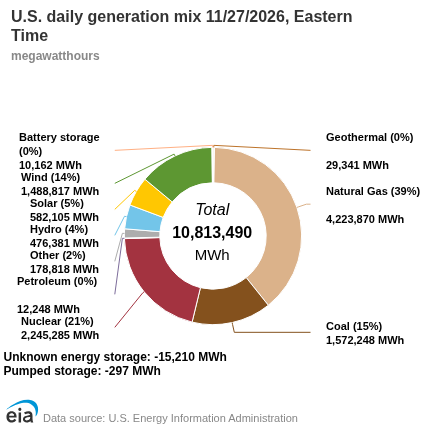 U.S. daily generation mix 11/27/2026, Eastern
Time
megawatthours
Battery storage
(0%)
10,162 MWh
Wind (14%)
1,488,817 MWh
Solar (5%)
582,105 MWh
Hydro (4%)
476,381 MWh
Other (2%)
178,818 MWh
Petroleum (0%)
12,248 MWh
Nuclear (21%)
2,245,285 MWh
Total
10,813,490
MWh
Geothermal (0%)
29,341 MWh
Natural Gas (39%)
4,223,870 MWh
Coal (15%)
1,572,248 MWh
Unknown energy storage: -15,210 MWh
Pumped storage: -297 MWh
eia
Data source: U.S. Energy Information Administration